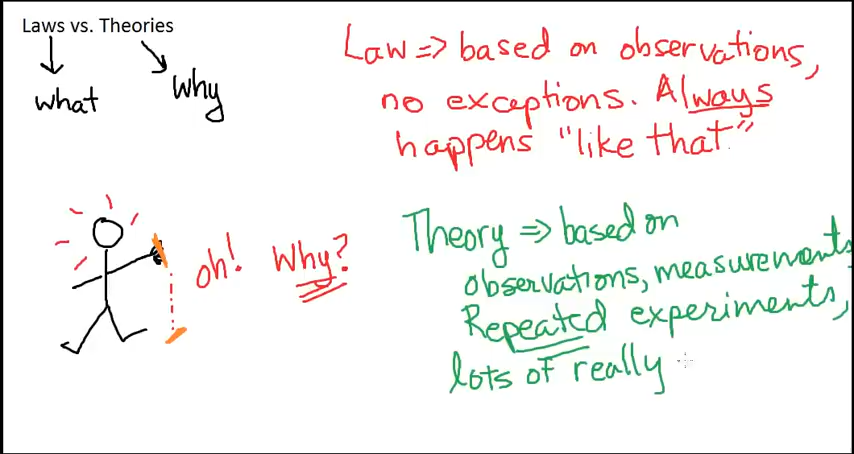 Laws vs. Theories
what
Why
Law => based on observations,
no exceptions. Always
happens "like that"
oh! Why?
Theory => based on
observations, measurements,
Repeated experiments,
lots of really